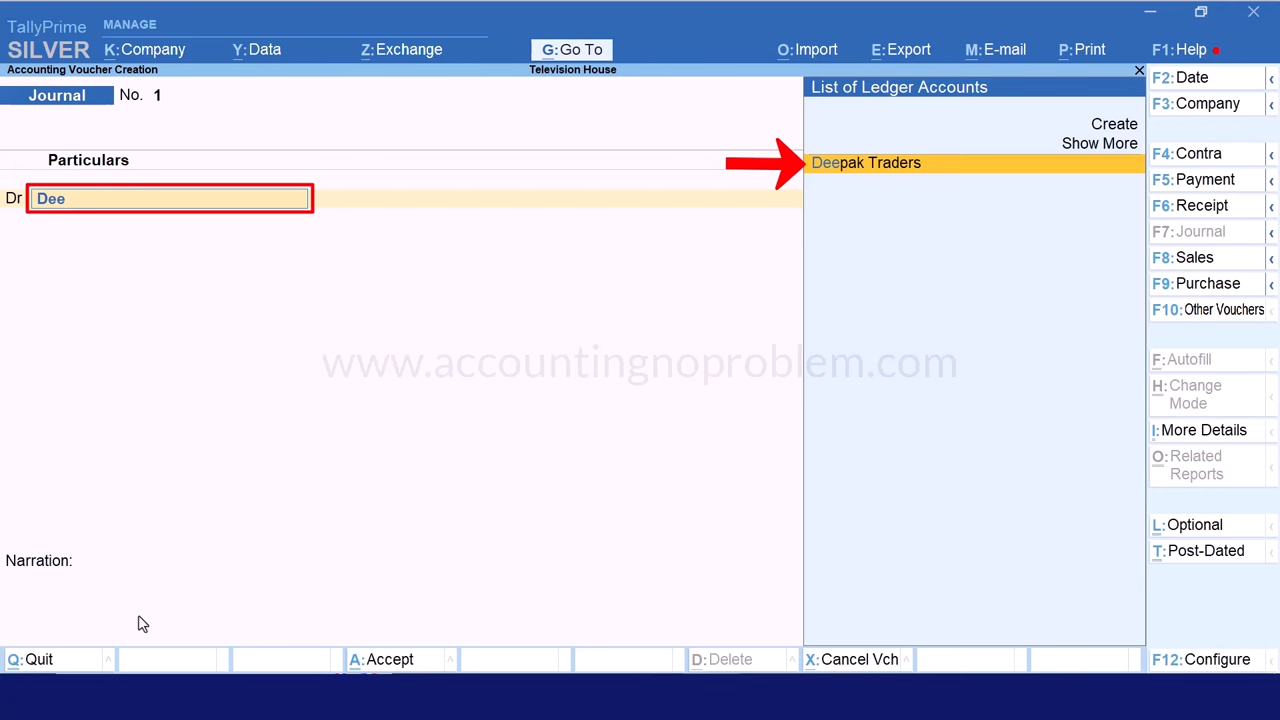 TallyPrime
MANAGE
SILVER
K:Company
Y:Data
Z:Exchange
G:Go To
O:Import
E:Export
M:E-mail
P:Print
F1:Help
Accounting Voucher Creation
Television House
Journal No. 1
Particulars
Dr Dee
List of Ledger Accounts
Create
Show More
Deepak Traders
F2:Date
F3:Company
F4:Contra
F5:Payment
F6:Receipt
F7:Journal
F8:Sales
F9:Purchase
F10:Other Vouchers
F:Autofill
H:Change
Mode
I:More Details
O:Related
Reports
L:Optional
T:Post-Dated
www.accountingnoproblem.com
Narration:
Q:Quit
A:Accept
D:Delete
X:Cancel Vch
F12:Configure